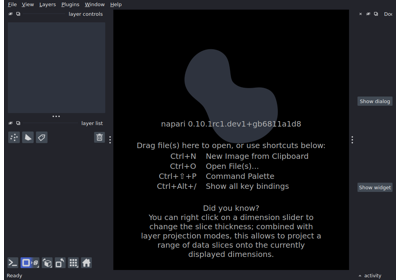 File View Layers Plugins Window Help
layer controls
layer list
napari 0.10.1rc1.dev1+gb6811a1d8
Drag file(s) here to open, or use shortcuts below:
Ctrl+N New Image from Clipboard
Ctrl+O Open File(s)...
Ctrl+⇧+P Command Palette
Ctrl+Alt+/ Show all key bindings
Did you know?
You can right click on a dimension slider to
change the slice thickness; combined with
layer projection modes, this allows to project a
range of data slices onto the currently
displayed dimensions.
Show dialog
Show widget
Ready
activity